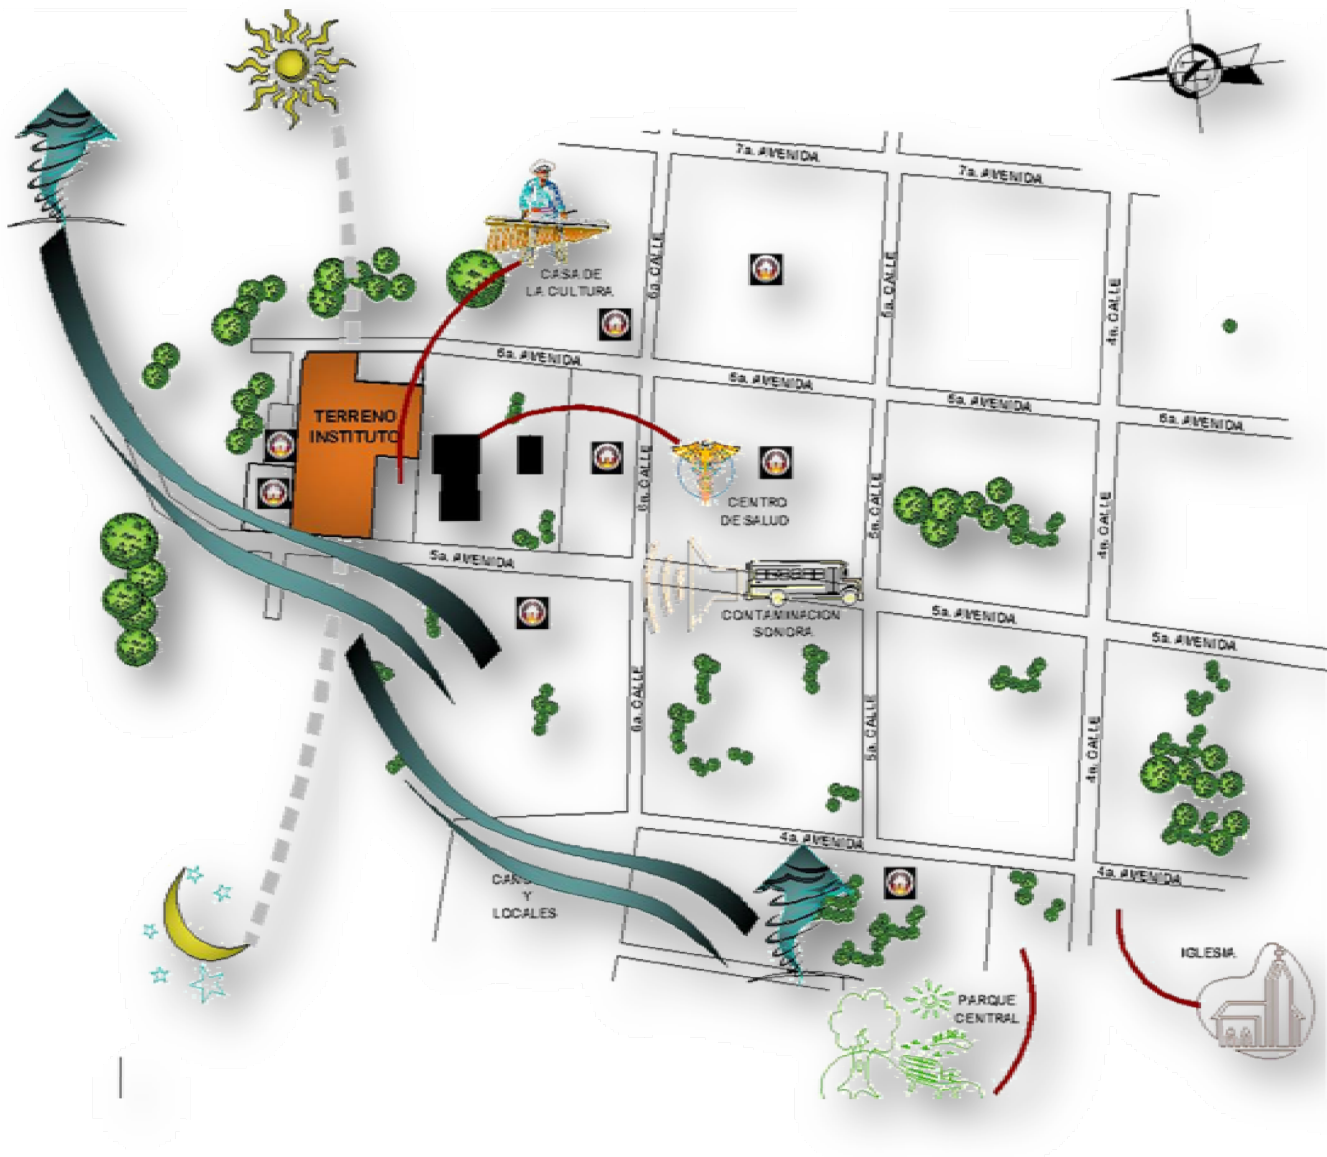 7a. AVENIDA
7a. AVENIDA
6a. CALLE
5a. CALLE
4a. CALLE
CASA DE
LA CULTURA
6a. AVENIDA
6a. AVENIDA
6a. AVENIDA
6a. AVENIDA
TERRENO
INSTITUTO
6a. CALLE
5a. CALLE
4a. CALLE
CENTRO
DE SALUD
5a. AVENIDA
CONTAMINACION
SONORA
5a. AVENIDA
5a. AVENIDA
6a. CALLE
5a. CALLE
4a. CALLE
4a. AVENIDA
4a. AVENIDA
Y
LOCALES
IGLESIA
PARQUE
CENTRAL